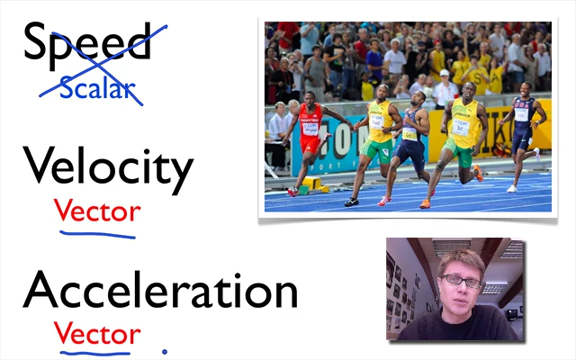 Speed
Scalar
Velocity
Vector
Acceleration
Vector